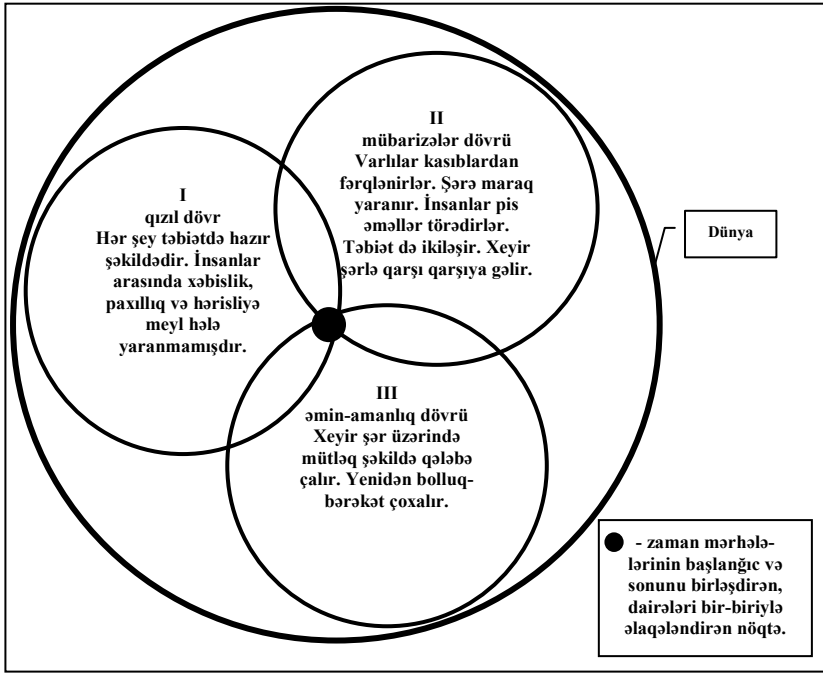 I
qızıl dövr
Hər şey təbiətdə hazır
şəkildədir. İnsanlar
arasında xəbislik,
paxıllıq və hərisliyə
meyl hələ
yaranmamışdır.
II
mübarizələr dövrü
Varlılar kasıblardan
fərqlənirlər. Şərə maraq
yaranır. İnsanlar pis
əməllər törədirlər.
Təbiət də ikiləşir. Xeyir
şərlə qarşı qarşıya gəlir.
III
əmin-amanlıq dövrü
Xeyir şər üzərində
mütləq şəkildə qələbə
çalır. Yenidən bolluq-
bərəkət çoxalır.
Dünya
- zaman mərhələ-
lərinin başlanğıc və
sonunu birləşdirən,
dairələri bir-biriylə
əlaqələndirən nöqtə.